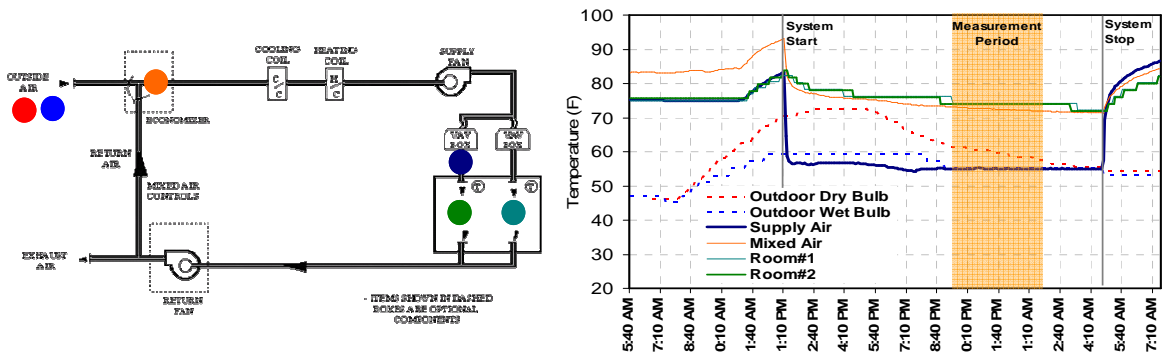 COOLING
COIL
HEATING
COIL
SUPPLY
FAN
OUTSIDE
AIR
C/C
H/C
ECONOMIZER
VAV
BOX
VAV
BOX
RETURN
AIR
MIXED AIR
CONTROLS
T
T
EXHAUST
AIR
RETURN
FAN
- ITEMS SHOWN IN DASHED
BOXES ARE OPTIONAL
COMPONENTS
Temperature (F)
100
90
80
70
60
50
40
30
20
System
Start
Measurement
Period
System
Stop
Outdoor Dry Bulb
Outdoor Wet Bulb
Supply Air
Mixed Air
Room#1
Room#2
5:40 AM
7:10 AM
8:40 AM
0:10 AM
1:40 AM
1:10 PM
2:40 PM
4:10 PM
5:40 PM
7:10 PM
8:40 PM
0:10 PM
1:40 PM
1:10 AM
2:40 AM
4:10 AM
5:40 AM
7:10 AM